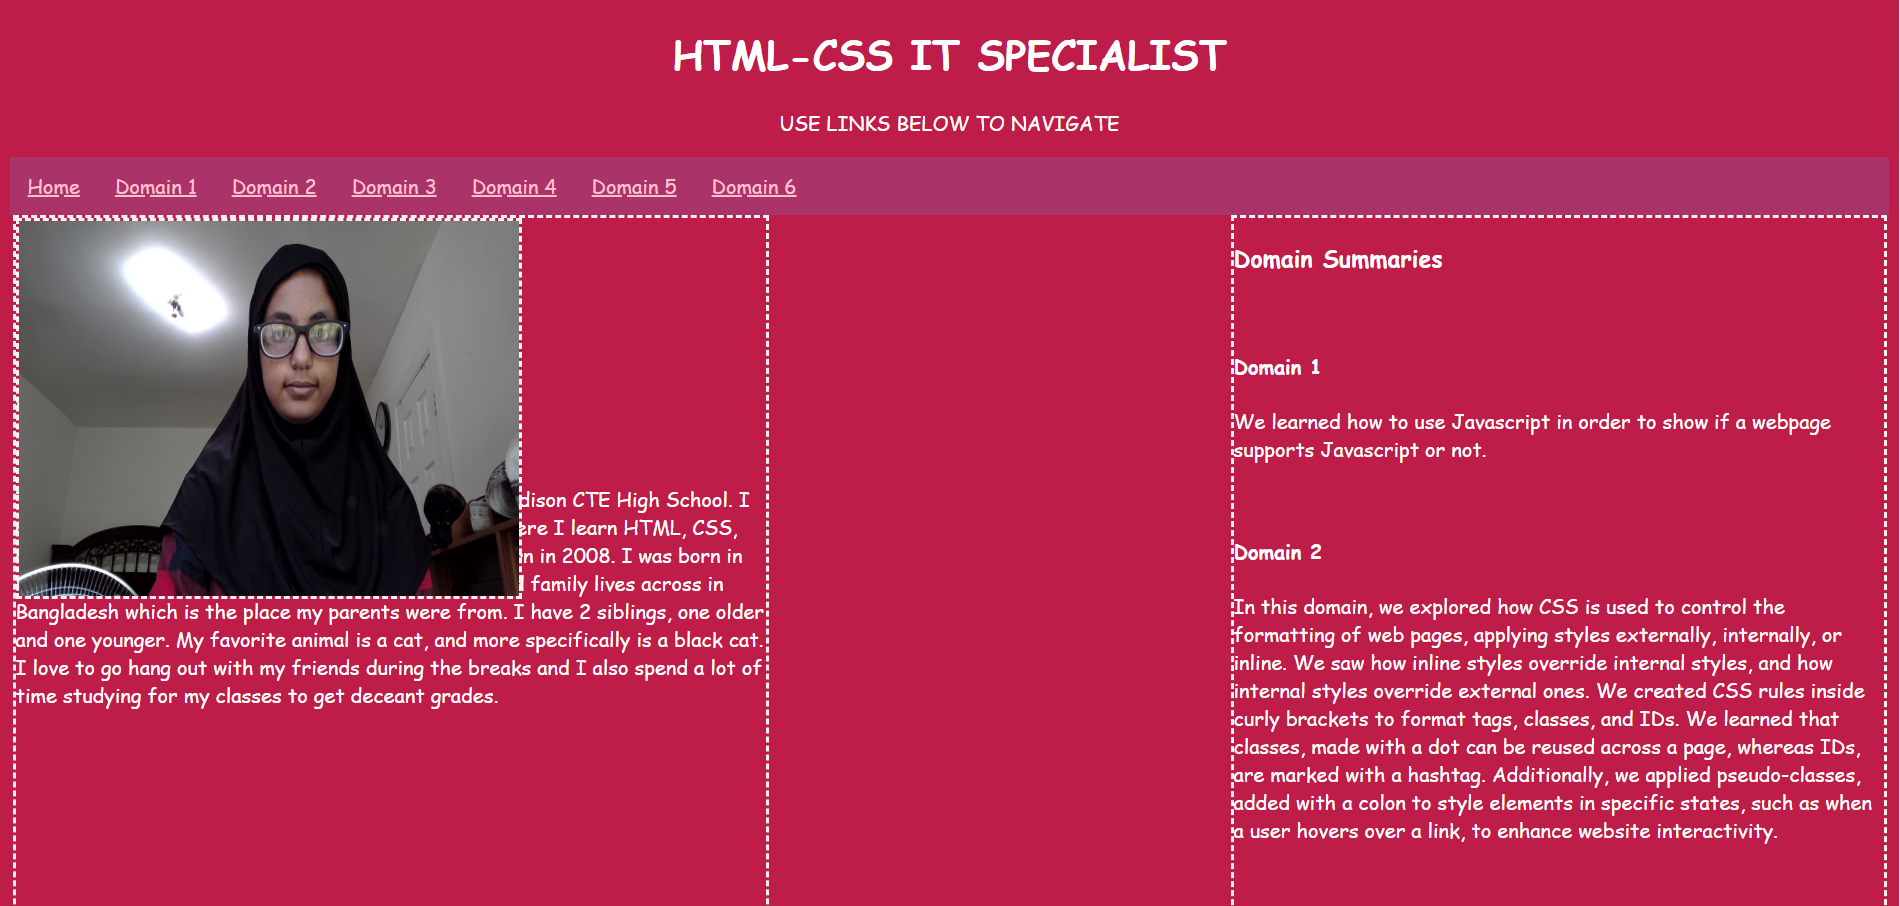 HTML-CSS IT SPECIALIST
USE LINKS BELOW TO NAVIGATE
Home Domain 1 Domain 2 Domain 3 Domain 4 Domain 5 Domain 6
CTE High School. I
I learn HTML, CSS,
in 2008. I was born in
family lives across in
Bangladesh which is the place my parents were from. I have 2 siblings, one older
and one younger. My favorite animal is a cat, and more specifically is a black cat.
I love to go hang out with my friends during the breaks and I also spend a lot of
time studying for my classes to get deceant grades.
Domain Summaries
Domain 1
We learned how to use Javascript in order to show if a webpage
supports Javascript or not.
Domain 2
In this domain, we explored how CSS is used to control the
formatting of web pages, applying styles externally, internally, or
inline. We saw how inline styles override internal styles, and how
internal styles override external ones. We created CSS rules inside
curly brackets to format tags, classes, and IDs. We learned that
classes, made with a dot can be reused across a page, whereas IDs,
are marked with a hashtag. Additionally, we applied pseudo-classes,
added with a colon to style elements in specific states, such as when
a user hovers over a link, to enhance website interactivity.